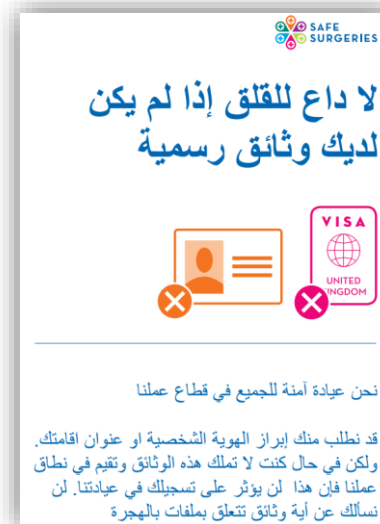 SAFE
SURGERIES
لا داع للقلق إذا لم يكن
لديك وثائق رسمية
VISA
UNITED
KINGDOM
نحن عيادة آمنة للجميع في قطاع عملنا
قد نطلب منك إبراز الهوية الشخصية او عنوان اقامتك.
ولكن في حال كنت لا تملك هذه الوثائق وتقيم في نطاق
عملنا فإن هذا لن يؤثر على تسجيلك في عيادتنا. لن
نسألك عن أية وثائق تتعلق بملفات بالهجرة